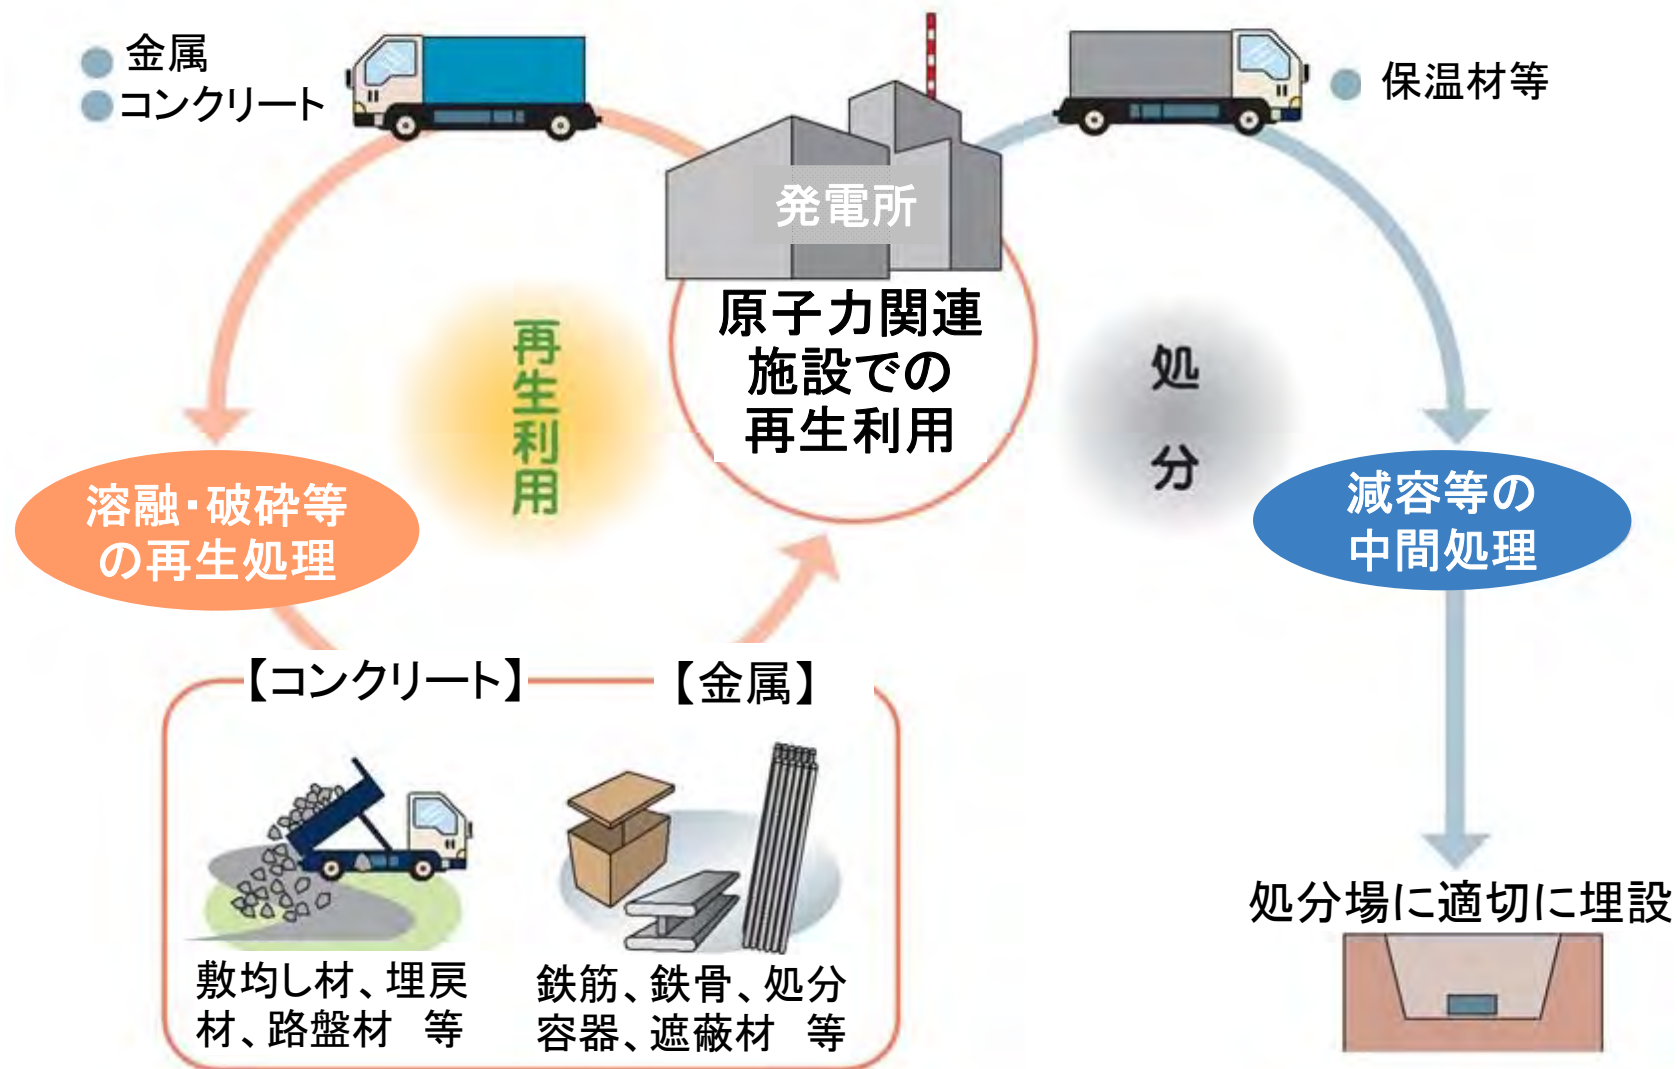 金属
コンクリート
保温材等
発電所
原子力関連
施設での
再生利用
再生利用
処分
溶融・破砕等
の再生処理
減容等の
中間処理
【コンクリート】
【金属】
敷均し材、埋戻
材、路盤材　等
鉄筋、鉄骨、処分
容器、遮蔽材　等
処分場に適切に埋設